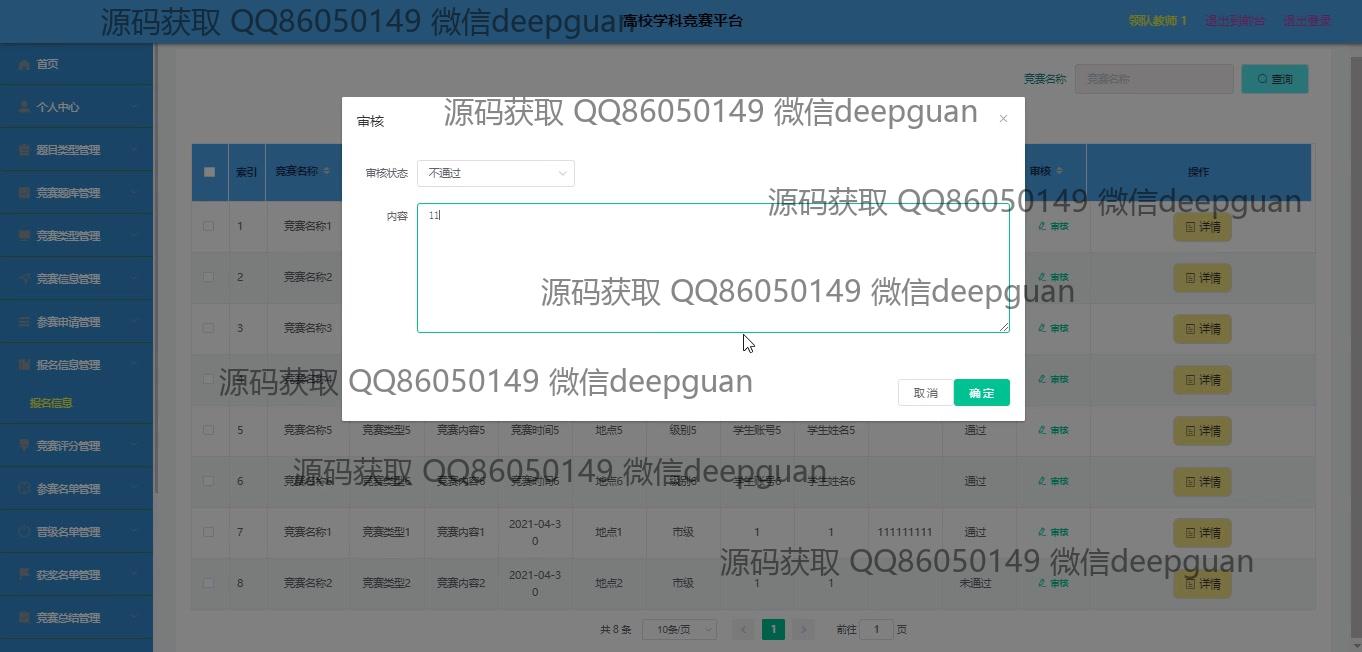 高校学科竞赛平台
领队教师 1 退出到前台 退出登录
源码获取 QQ86050149 微信deepguan
首页
个人中心
题目类型管理
竞赛题库管理
竞赛类型管理
竞赛信息管理
参赛申请管理
报名信息管理
报名信息
竞赛评分管理
参赛名单管理
晋级名单管理
获奖名单管理
竞赛总结管理
竞赛名称 竞赛名称 查询
源码获取 QQ86050149 微信deepguan
审核
×
审核状态 不通过
内容 11
源码获取 QQ86050149 微信deepguan
源码获取 QQ86050149 微信deepguan
源码获取 QQ86050149 微信deepguan
取消 确定
索引 竞赛名称 审核 操作
1 竞赛名称1 审核 详情
2 竞赛名称2 审核 详情
3 竞赛名称3 审核 详情
审核 详情
5 竞赛名称5 竞赛类型5 竞赛内容5 竞赛时间5 地点5 级别5 学生账号5 学生姓名5 通过 审核 详情
源码获取 QQ86050149 微信deepguan
6 竞赛名称6 竞赛类型6 竞赛内容6 竞赛时间6 地点6 级别6 学生账号6 学生姓名6 通过 审核 详情
7 竞赛名称1 竞赛类型1 竞赛内容1 2021-04-30 地点1 市级 1 1 111111111 通过 审核 详情
源码获取 QQ86050149 微信deepguan
8 竞赛名称2 竞赛类型2 竞赛内容2 2021-04-30 地点2 市级 1 1 未通过 审核 详情
共 8 条 10条/页 < 1 > 前往 1 页